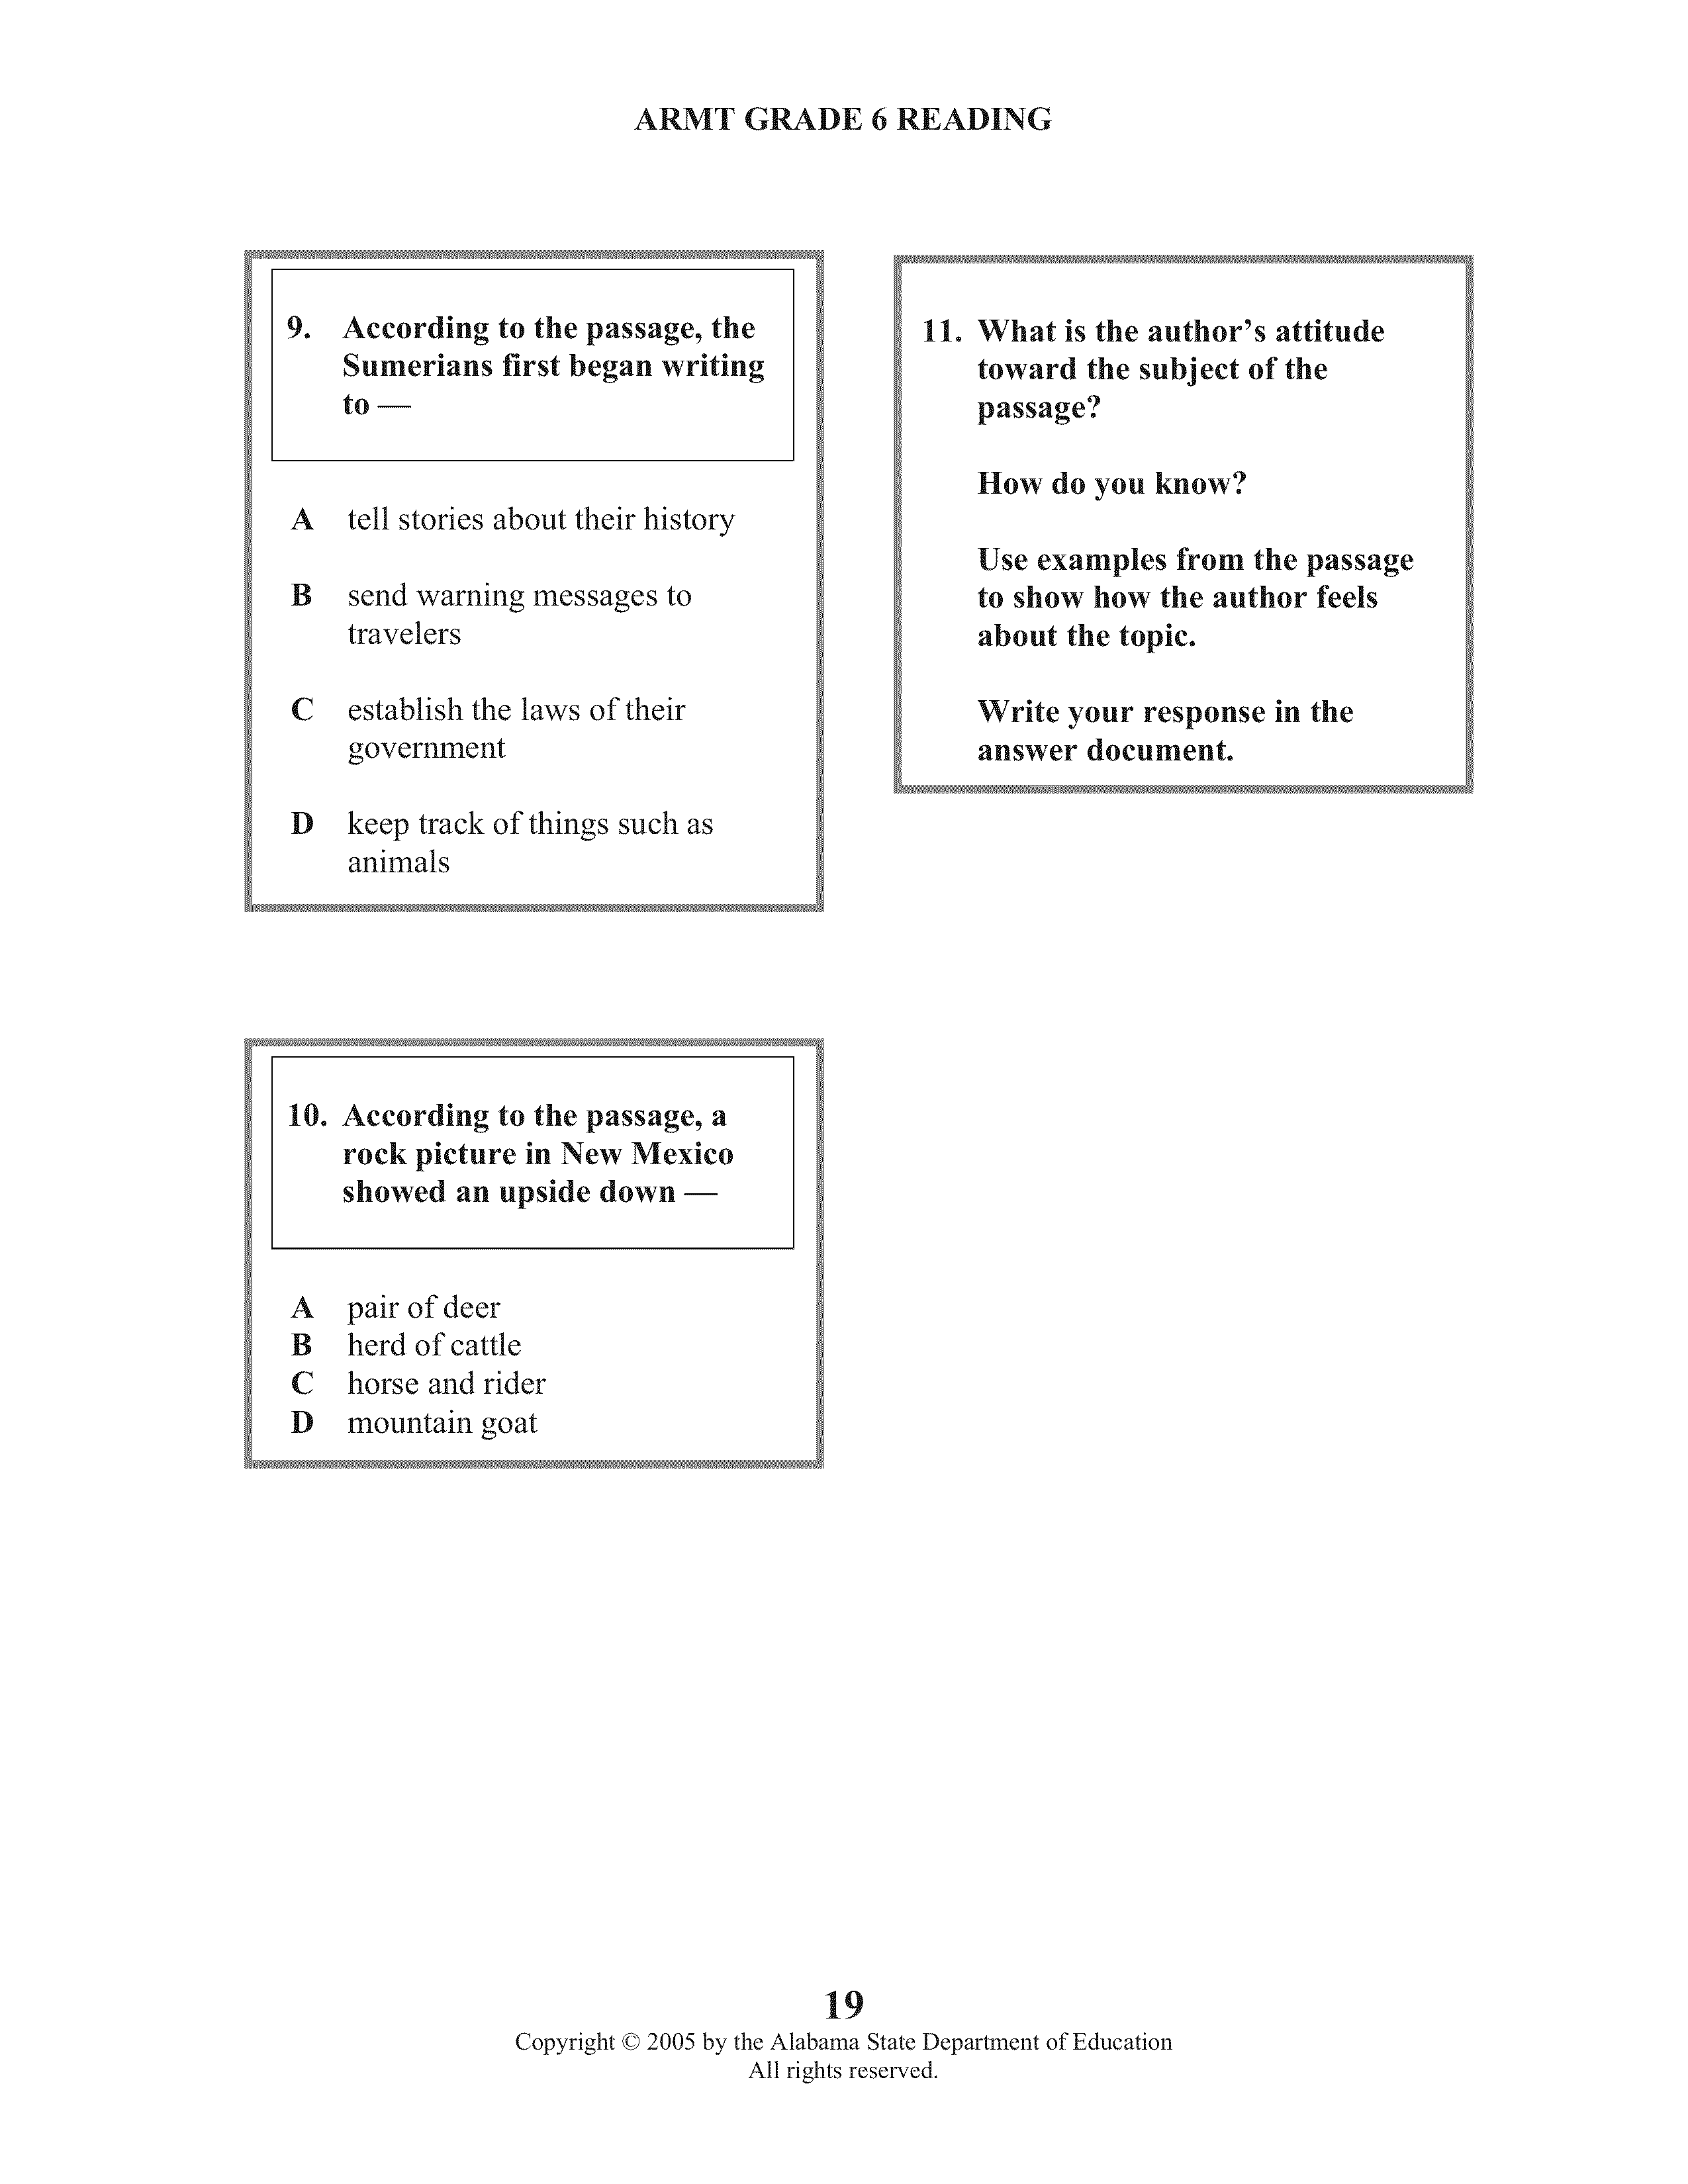 ARMT GRADE 6 READING
9. According to the passage, the
Sumerians first began writing
to —
A tell stories about their history
B send warning messages to
travelers
C establish the laws of their
government
D keep track of things such as
animals
10. According to the passage, a
rock picture in New Mexico
showed an upside down —
A pair of deer
B herd of cattle
C horse and rider
D mountain goat
11. What is the author’s attitude
toward the subject of the
passage?
How do you know?
Use examples from the passage
to show how the author feels
about the topic.
Write your response in the
answer document.
19
Copyright © 2005 by the Alabama State Department of Education
All rights reserved.